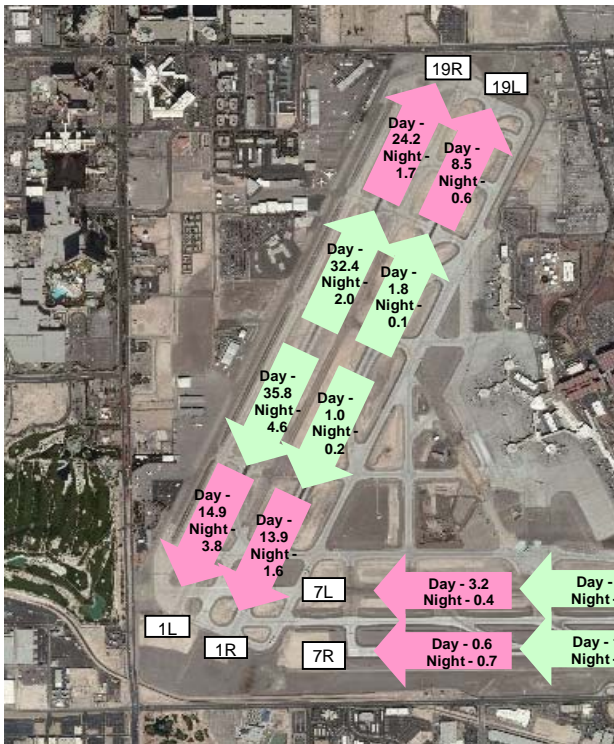 19R
19L
Day -
24.2
Night -
1.7
Day -
8.5
Night -
0.6
Day -
32.4
Night -
2.0
Day -
1.8
Night -
0.1
Day -
35.8
Night -
4.6
Day -
1.0
Night -
0.2
Day -
14.9
Night -
3.8
Day -
13.9
Night -
1.6
7L
Day - 3.2
Night - 0.4
Day -
Night -
1L
1R
7R
Day - 0.6
Night - 0.7
Day -
Night -